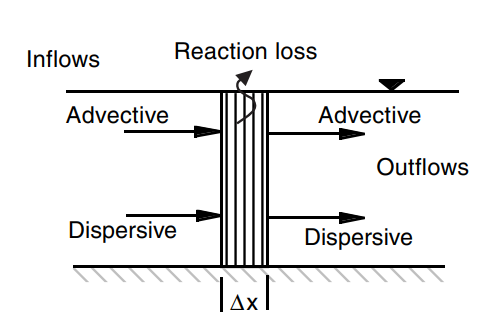 Reaction loss
Inflows
Advective
Advective
Outflows
Dispersive
Dispersive
Δx